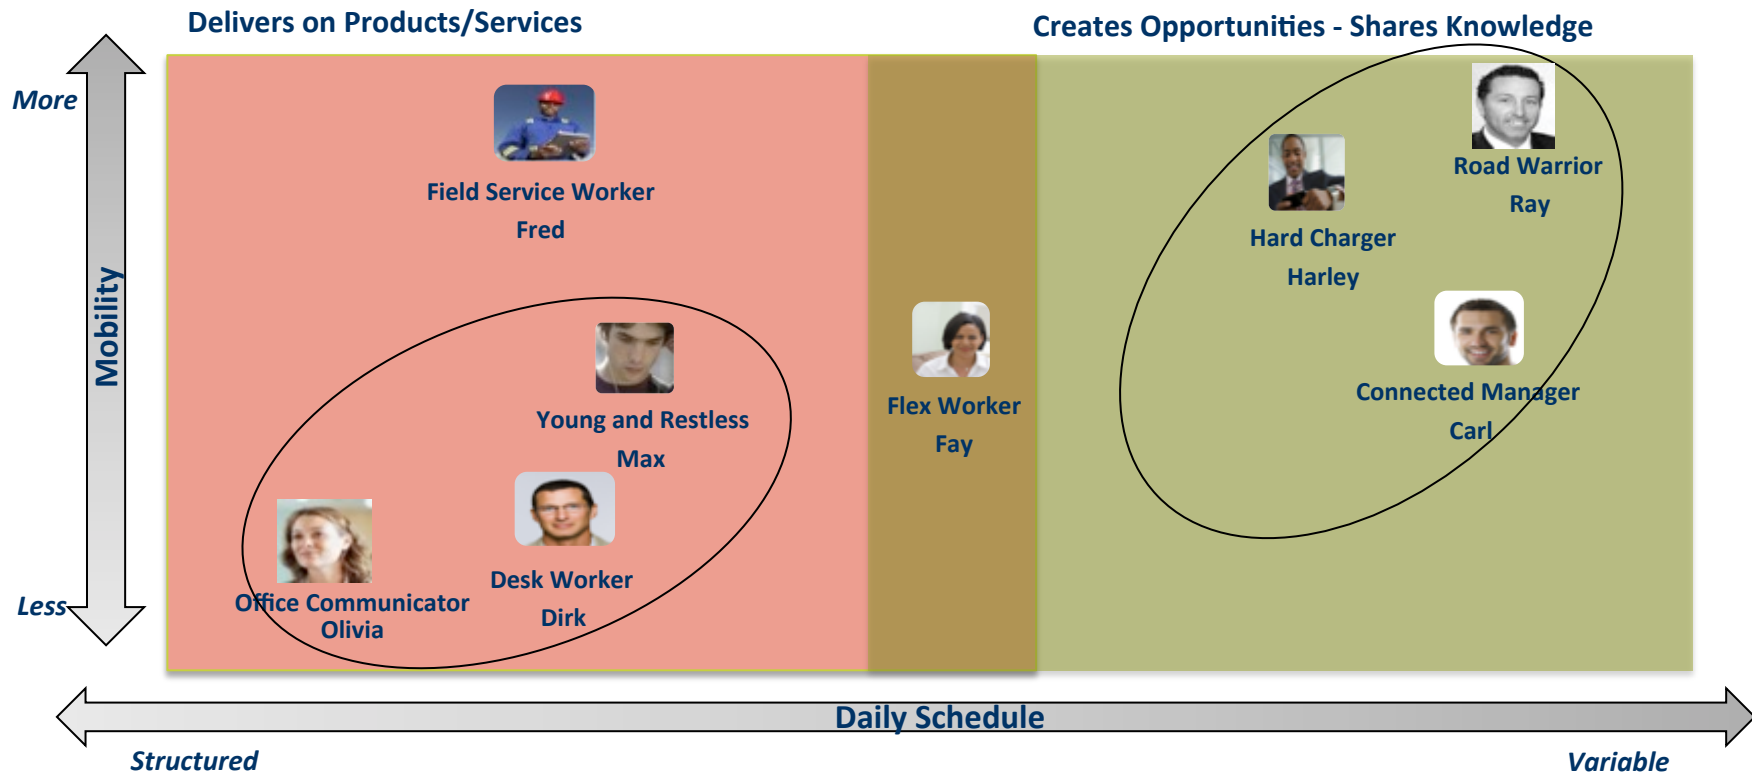 Delivers on Products/Services
Creates Opportunities - Shares Knowledge
More
Mobility
Less
Field Service Worker
Fred
Road Warrior
Ray
Hard Charger
Harley
Young and Restless
Max
Flex Worker
Fay
Connected Manager
Carl
Office Communicator
Olivia
Desk Worker
Dirk
Daily Schedule
Structured
Variable